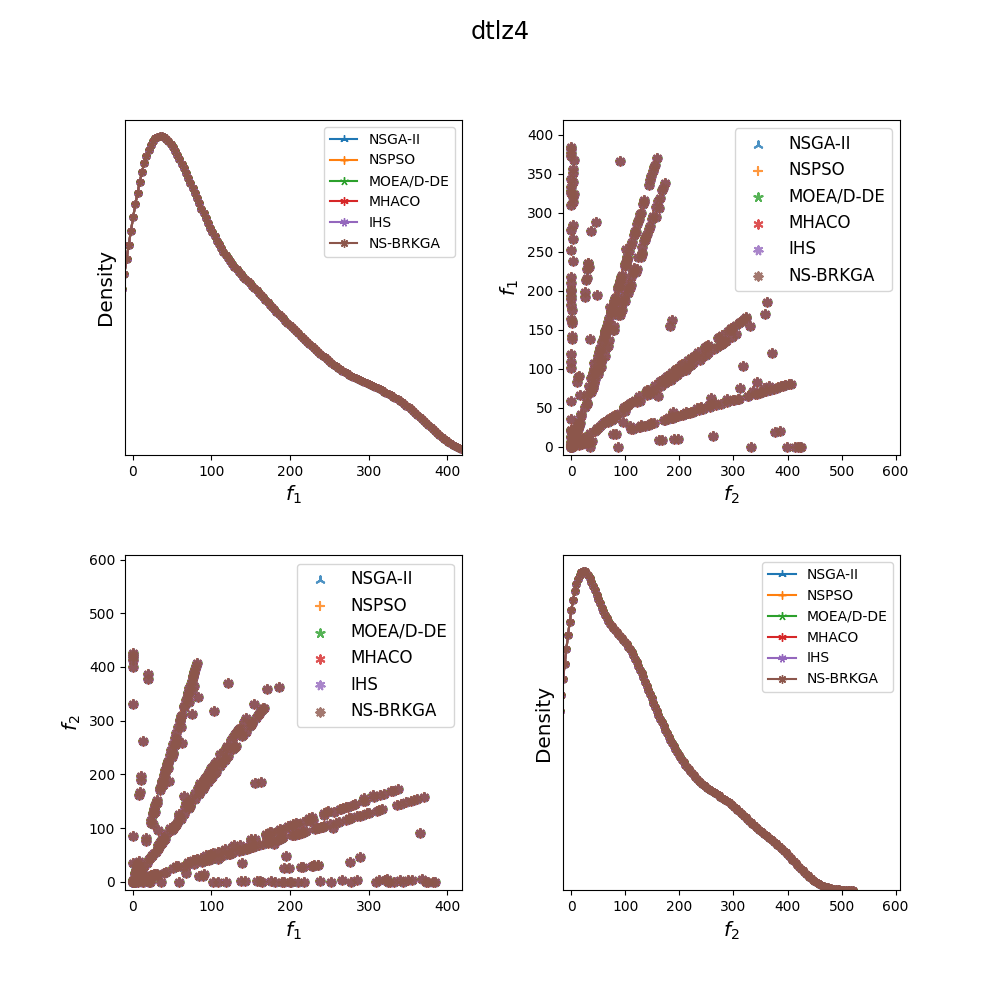 dtlz4
Density
NSGA-II
NSPSO
MOEA/D-DE
MHACO
IHS
NS-BRKGA
0 100 200 300 400
f1
f1
400
350
300
250
200
150
100
50
0
NSGA-II
NSPSO
MOEA/D-DE
MHACO
IHS
NS-BRKGA
0 100 200 300 400 500 600
f2
f2
600
500
400
300
200
100
0
NSGA-II
NSPSO
MOEA/D-DE
MHACO
IHS
NS-BRKGA
0 100 200 300 400
f1
Density
NSGA-II
NSPSO
MOEA/D-DE
MHACO
IHS
NS-BRKGA
0 100 200 300 400 500 600
f2